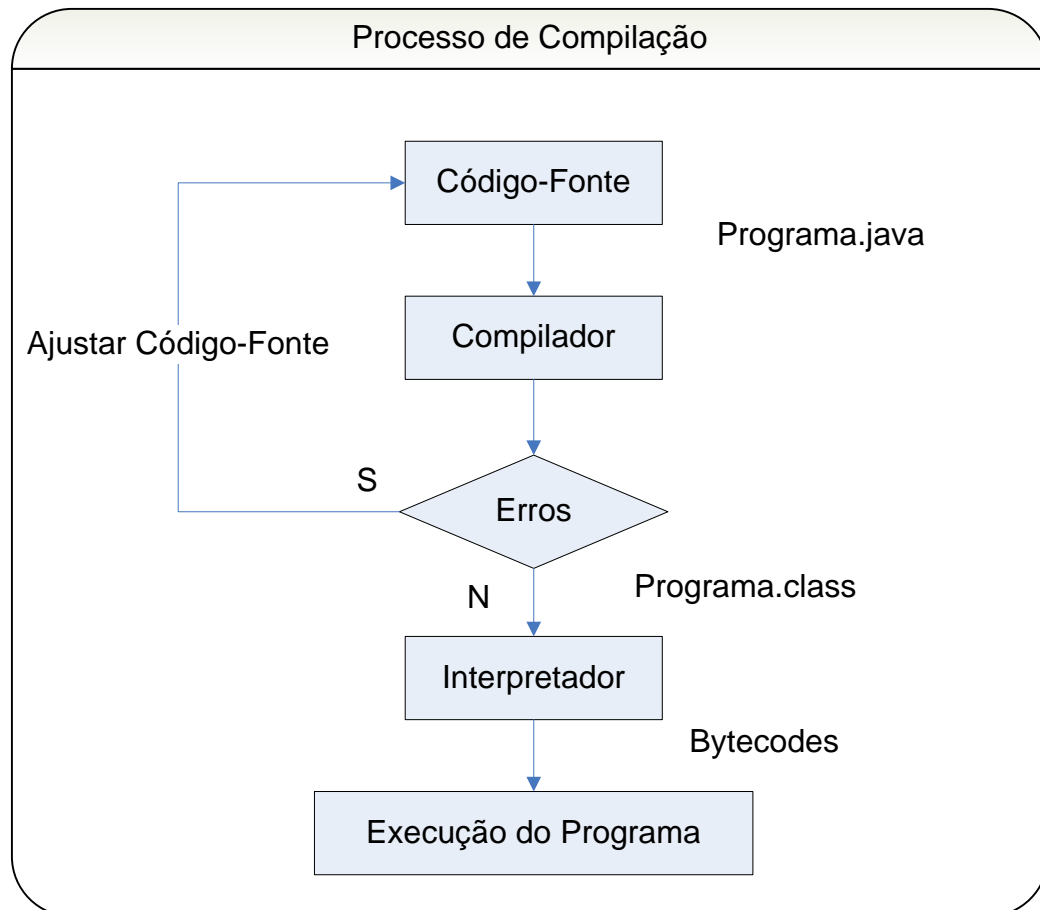 Processo de Compilação
Código-Fonte
Programa.java
Compilador
Ajustar Código-Fonte
S
Erros
N
Programa.class
Interpretador
Bytecodes
Execução do Programa